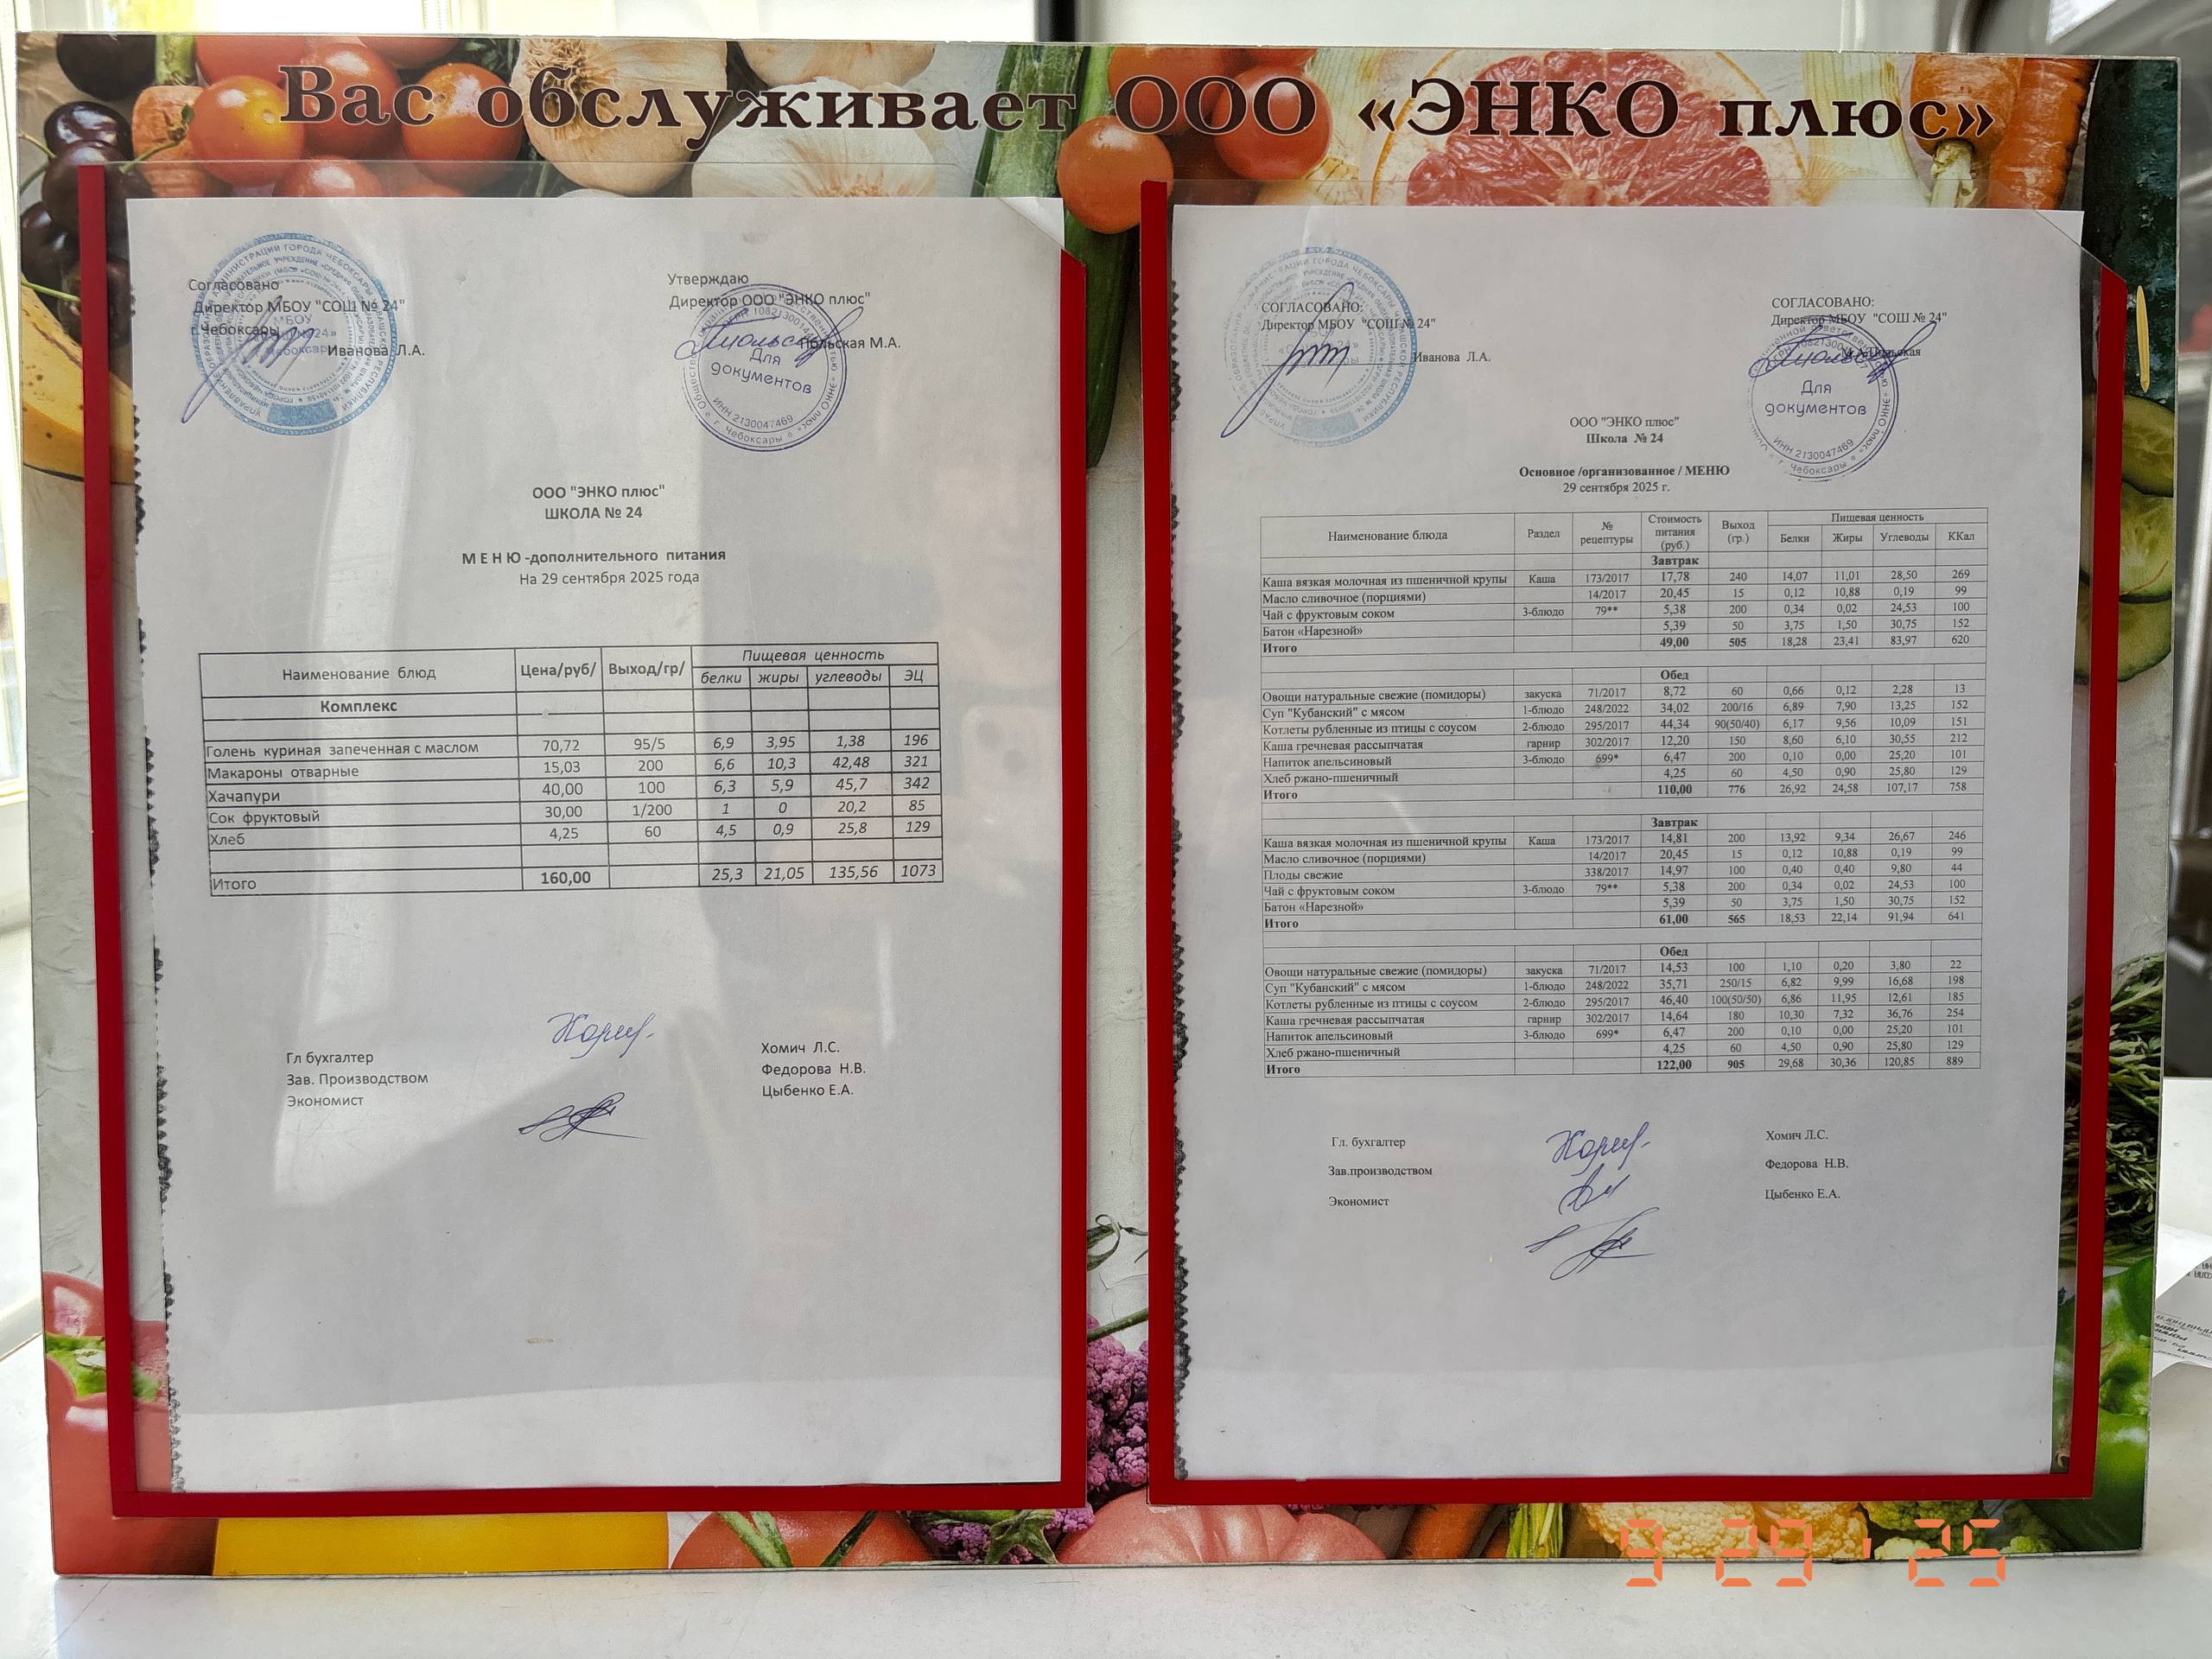 Вас обслуживает ООО «ЭНКО плюс»
Согласовано
Директор МБОУ "СОШ № 24"
г.Чебоксары
Иванова Л.А.
Утверждаю
Директор ООО "ЭНКО плюс"
Польская М.А.
Для
документов
ИНН 2130047469
г. Чебоксары
ООО "ЭНКО плюс"
ШКОЛА № 24
М Е Н Ю -дополнительного питания
На 29 сентября 2025 года
Наименование блюд Цена/руб/ Выход/гр/ Пищевая ценность
белки жиры углеводы ЭЦ
Комплекс
Голень куриная запеченная с маслом 70,72 95/5 6,9 3,95 1,38 196
Макароны отварные 15,03 200 6,6 10,3 42,48 321
Хачапури 40,00 100 6,3 5,9 45,7 342
Сок фруктовый 30,00 1/200 1 0 20,2 85
Хлеб 4,25 60 4,5 0,9 25,8 129
Итого 160,00 25,3 21,05 135,56 1073
Гл бухгалтер Хомич Л.С.
Зав. Производством Федорова Н.В.
Экономист Цыбенко Е.А.
СОГЛАСОВАНО:
Директор МБОУ "СОШ № 24"
Иванова Л.А.
СОГЛАСОВАНО:
Директор МБОУ "СОШ № 24"
Для
документов
ИНН 2130047469
г. Чебоксары
ООО "ЭНКО плюс"
Школа № 24
Основное /организованное / МЕНЮ
29 сентября 2025 г.
Наименование блюда Раздел № рецептуры Стоимость питания (руб.) Выход (гр.) Пищевая ценность
Белки Жиры Углеводы ККал
Завтрак
Каша вязкая молочная из пшеничной крупы Каша 173/2017 17,78 240 14,07 11,01 28,50 269
Масло сливочное (порциями) 14/2017 20,45 15 0,12 10,88 0,19 99
Чай с фруктовым соком 3-блюдо 79** 5,38 200 0,34 0,02 24,53 100
Батон «Нарезной» 5,39 50 3,75 1,50 30,75 152
Итого 49,00 505 18,28 23,41 83,97 620
Обед
Овощи натуральные свежие (помидоры) закуска 71/2017 8,72 60 0,66 0,12 2,28 13
Суп "Кубанский" с мясом 1-блюдо 248/2022 34,02 200/16 6,89 7,90 13,25 152
Котлеты рубленные из птицы с соусом 2-блюдо 295/2017 44,34 90(50/40) 6,17 9,56 10,09 151
Каша гречневая рассыпчатая гарнир 302/2017 12,20 150 8,60 6,10 30,55 212
Напиток апельсиновый 3-блюдо 699* 6,47 200 0,10 0,00 25,20 101
Хлеб ржано-пшеничный 4,25 60 4,50 0,90 25,80 129
Итого 110,00 776 26,92 24,58 107,17 758
Завтрак
Каша вязкая молочная из пшеничной крупы Каша 173/2017 14,81 200 13,92 9,34 26,67 246
Масло сливочное (порциями) 14/2017 20,45 15 0,12 10,88 0,19 99
Плоды свежие 338/2017 14,97 100 0,40 0,40 9,80 44
Чай с фруктовым соком 3-блюдо 79** 5,38 200 0,34 0,02 24,53 100
Батон «Нарезной» 5,39 50 3,75 1,50 30,75 152
Итого 61,00 565 18,53 22,14 91,94 641
Обед
Овощи натуральные свежие (помидоры) закуска 71/2017 14,53 100 1,10 0,20 3,80 22
Суп "Кубанский" с мясом 1-блюдо 248/2022 35,71 250/15 6,82 9,99 16,68 198
Котлеты рубленные из птицы с соусом 2-блюдо 295/2017 46,40 100(50/50) 6,86 11,95 12,61 185
Каша гречневая рассыпчатая гарнир 302/2017 14,64 180 10,30 7,32 36,76 254
Напиток апельсиновый 3-блюдо 699* 6,47 200 0,10 0,00 25,20 101
Хлеб ржано-пшеничный 4,25 60 4,50 0,90 25,80 129
Итого 122,00 905 29,68 30,36 120,85 889
Гл. бухгалтер Хомич Л.С.
Зав.производством Федорова Н.В.
Экономист Цыбенко Е.А.
9 29 ' 25